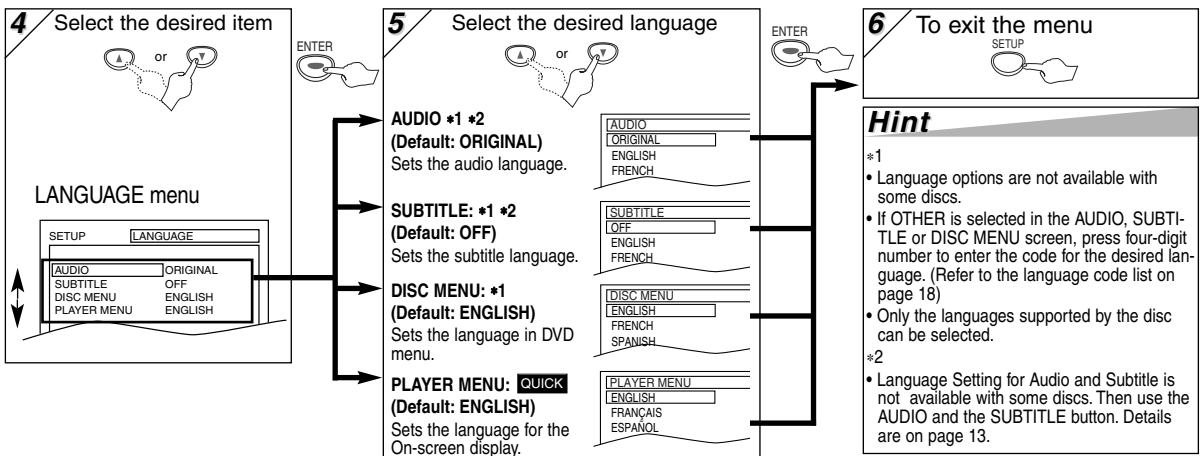 4 Select the desired item
or
ENTER
LANGUAGE menu
SETUP LANGUAGE
AUDIO ORIGINAL
SUBTITLE OFF
DISC MENU ENGLISH
PLAYER MENU ENGLISH
5 Select the desired language
or
ENTER
AUDIO *1 *2
(Default: ORIGINAL)
Sets the audio language.
AUDIO
ORIGINAL
ENGLISH
FRENCH
SUBTITLE: *1 *2
(Default: OFF)
Sets the subtitle language.
SUBTITLE
OFF
ENGLISH
FRENCH
DISC MENU: *1
(Default: ENGLISH)
Sets the language in DVD
menu.
DISC MENU
ENGLISH
FRENCH
SPANISH
PLAYER MENU: QUICK
(Default: ENGLISH)
Sets the language for the
On-screen display.
PLAYER MENU
ENGLISH
FRANÇAIS
ESPAÑOL
6 To exit the menu
SETUP
Hint
*1
• Language options are not available with
some discs.
• If OTHER is selected in the AUDIO, SUBTI-
TLE or DISC MENU screen, press four-digit
number to enter the code for the desired lan-
guage. (Refer to the language code list on
page 18)
• Only the languages supported by the disc
can be selected.
*2
• Language Setting for Audio and Subtitle is
not available with some discs. Then use the
AUDIO and the SUBTITLE button. Details
are on page 13.